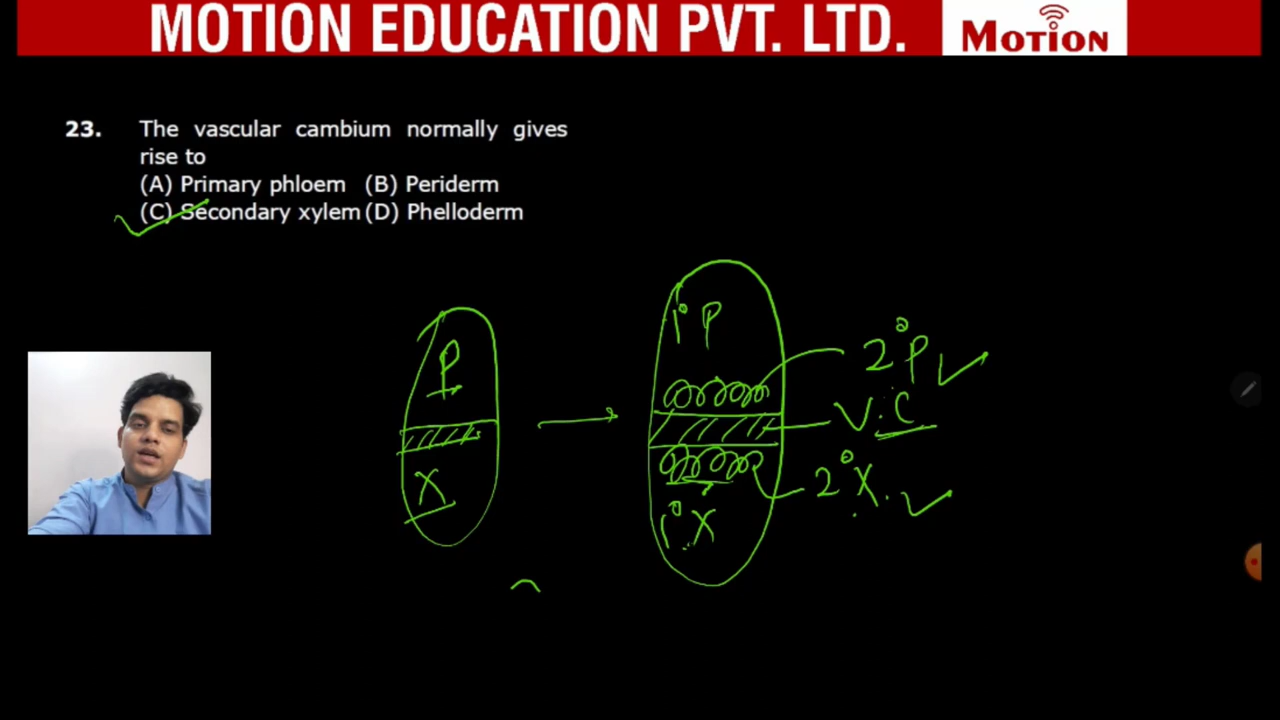 MOTION EDUCATION PVT. LTD.
MOTION
23. The vascular cambium normally gives
rise to
(A) Primary phloem (B) Periderm
(C) Secondary xylem (D) Phelloderm
P
X
1° P
2° P
V.C
2° X.
1° X